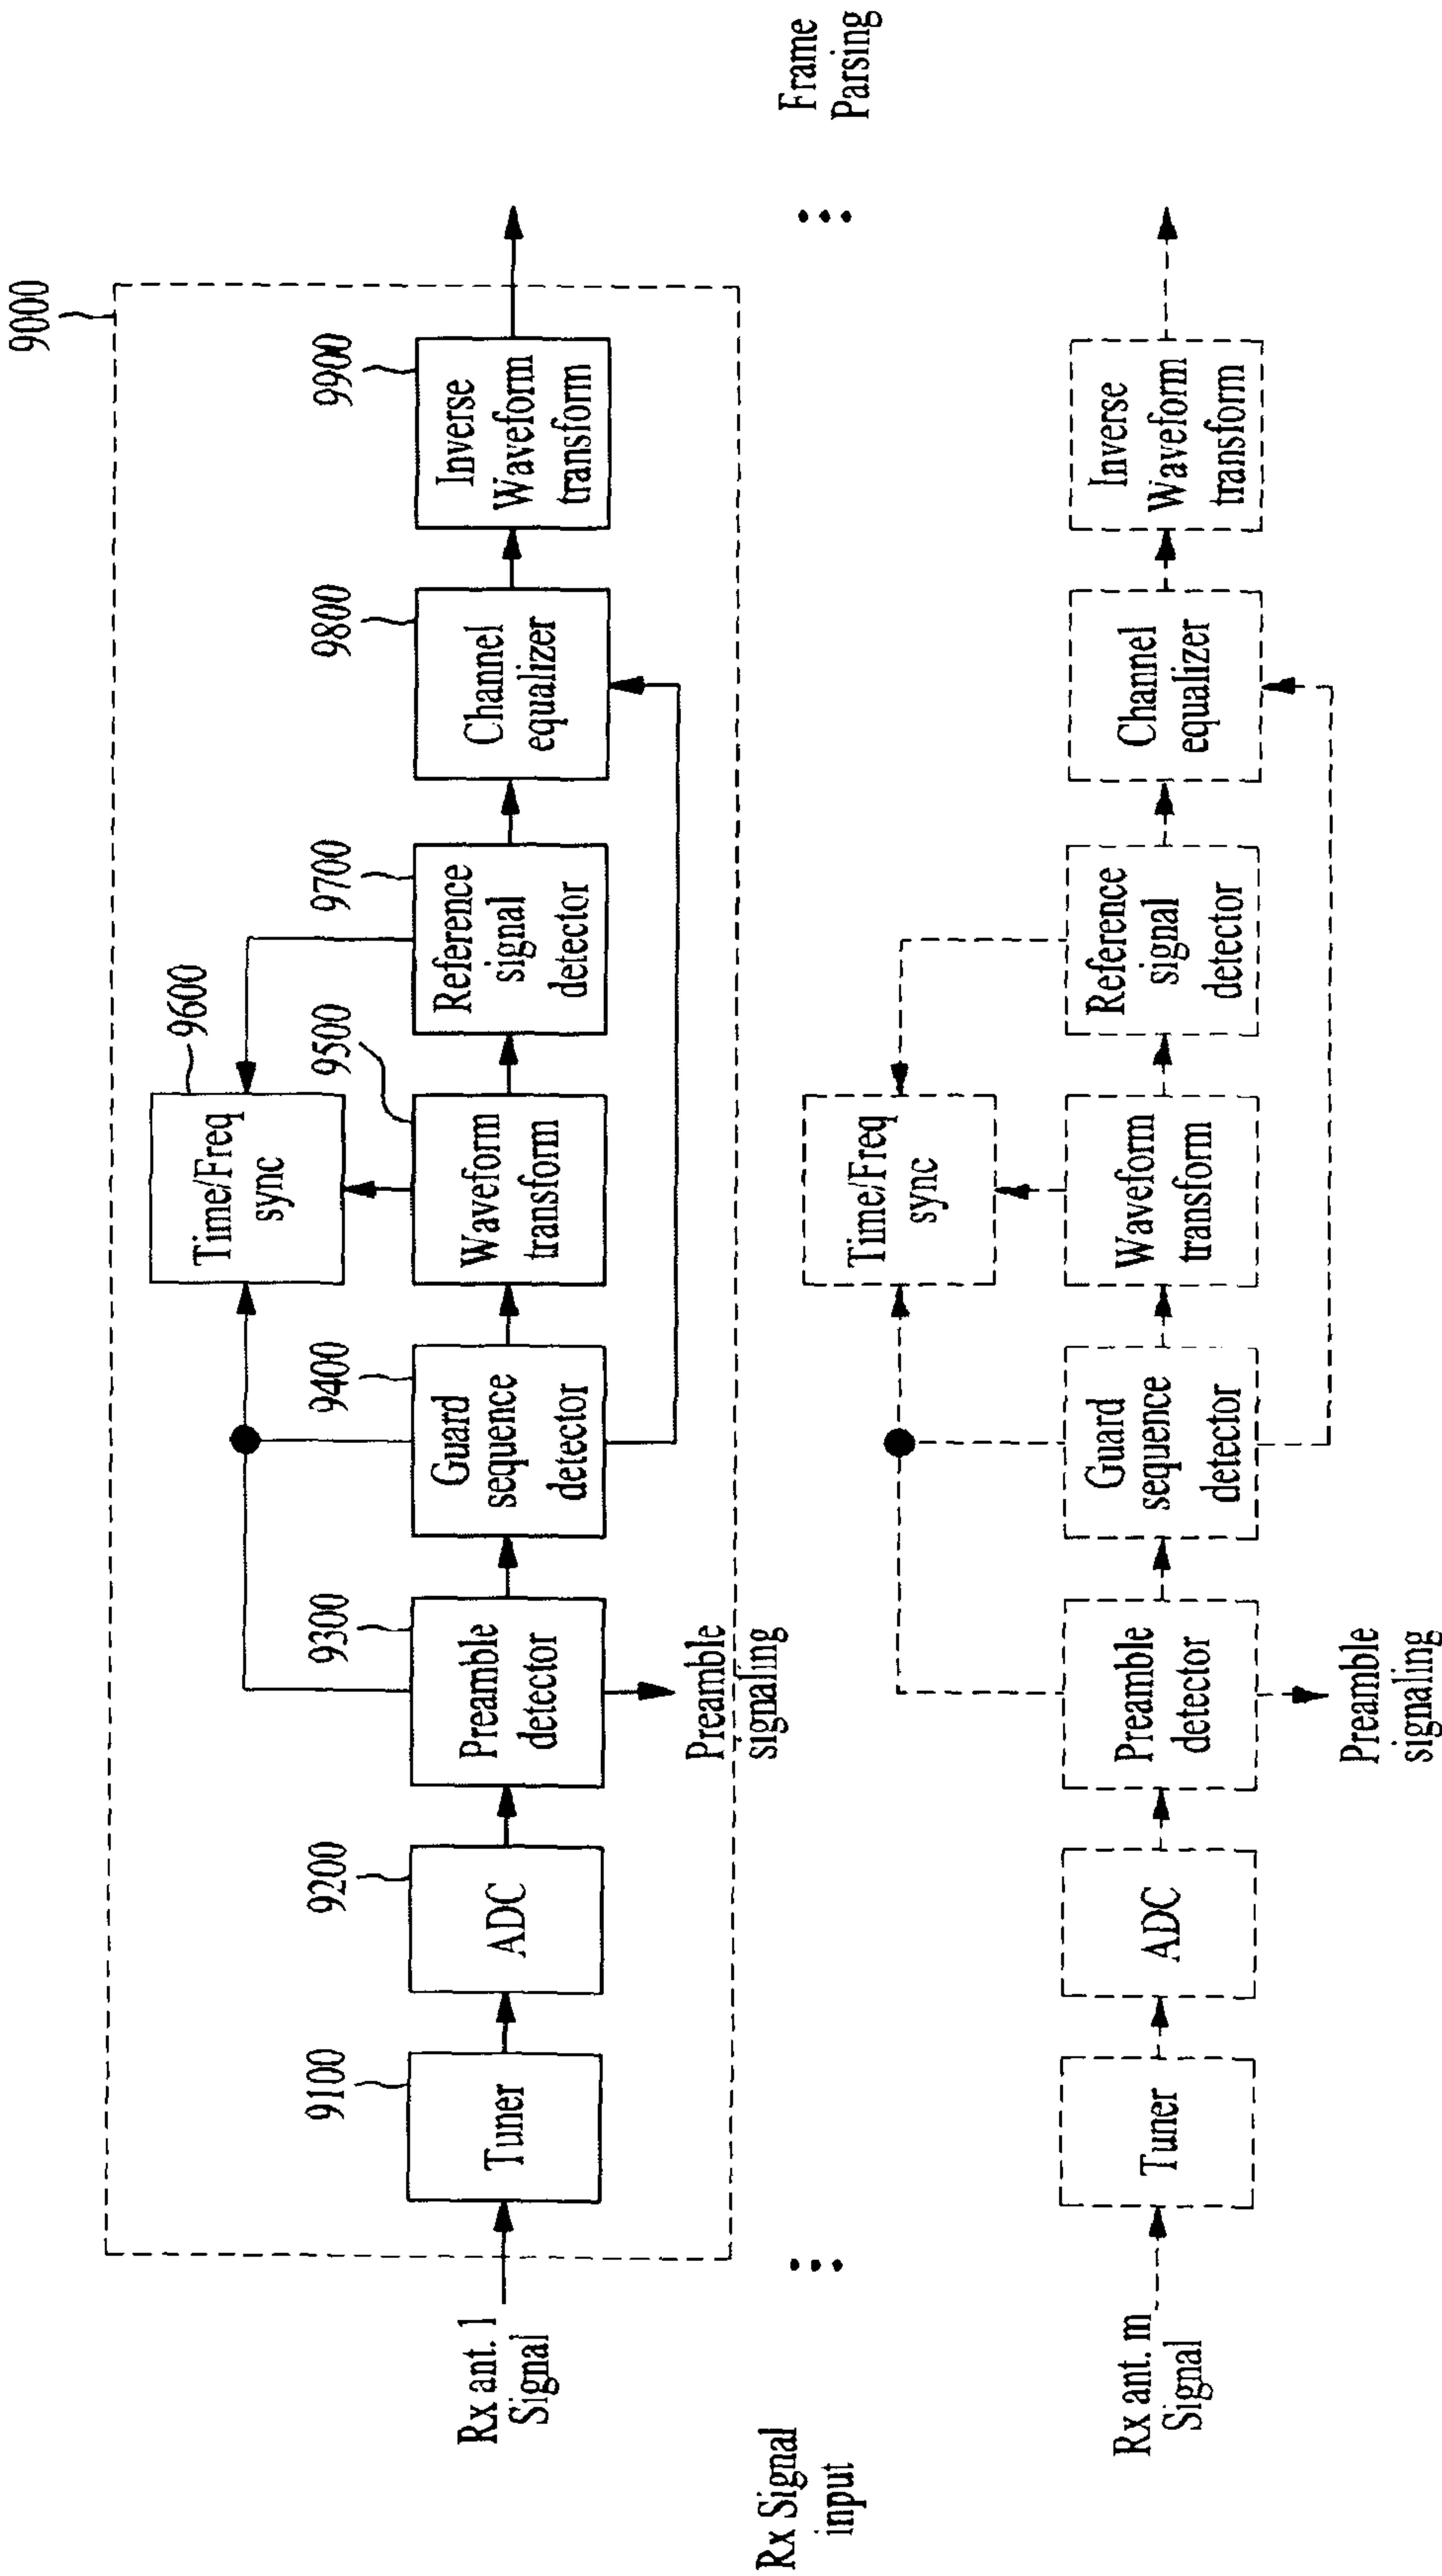 9000
9100
9200
9300
9400
9500
9600
9700
9800
9900
Rx ant. 1
Signal
Tuner
ADC
Preamble
detector
Guard
sequence
detector
Waveform
transform
Time/Freq
sync
Reference
signal
detector
Channel
equalizer
Inverse
Waveform
transform
Preamble
signaling
Rx Signal
input
Frame
Parsing
Rx ant. m
Signal
Tuner
ADC
Preamble
detector
Guard
sequence
detector
Waveform
transform
Time/Freq
sync
Reference
signal
detector
Channel
equalizer
Inverse
Waveform
transform
Preamble
signaling